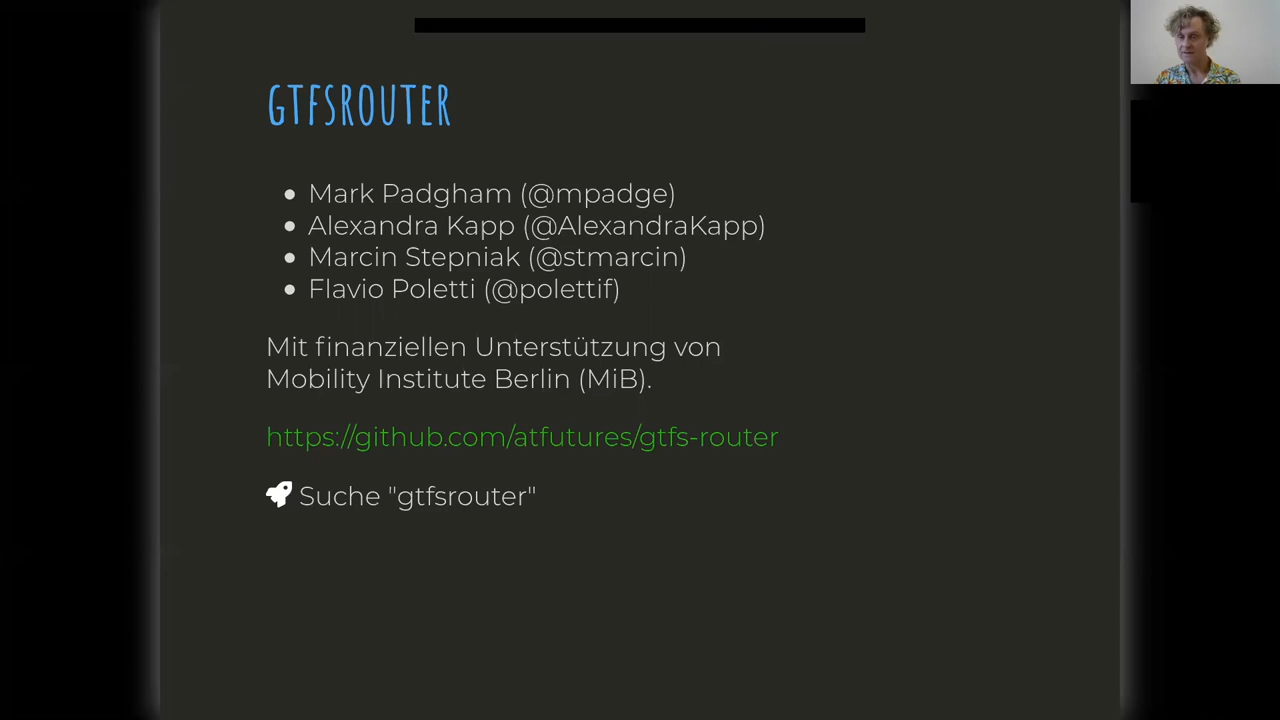 GTFSROUTER
Mark Padgham (@mpadge)
Alexandra Kapp (@AlexandraKapp)
Marcin Stepniak (@stmarcin)
Flavio Poletti (@polettif)
Mit finanziellen Unterstützung von
Mobility Institute Berlin (MiB).
https://github.com/atfutures/gtfs-router
Suche "gtfsrouter"